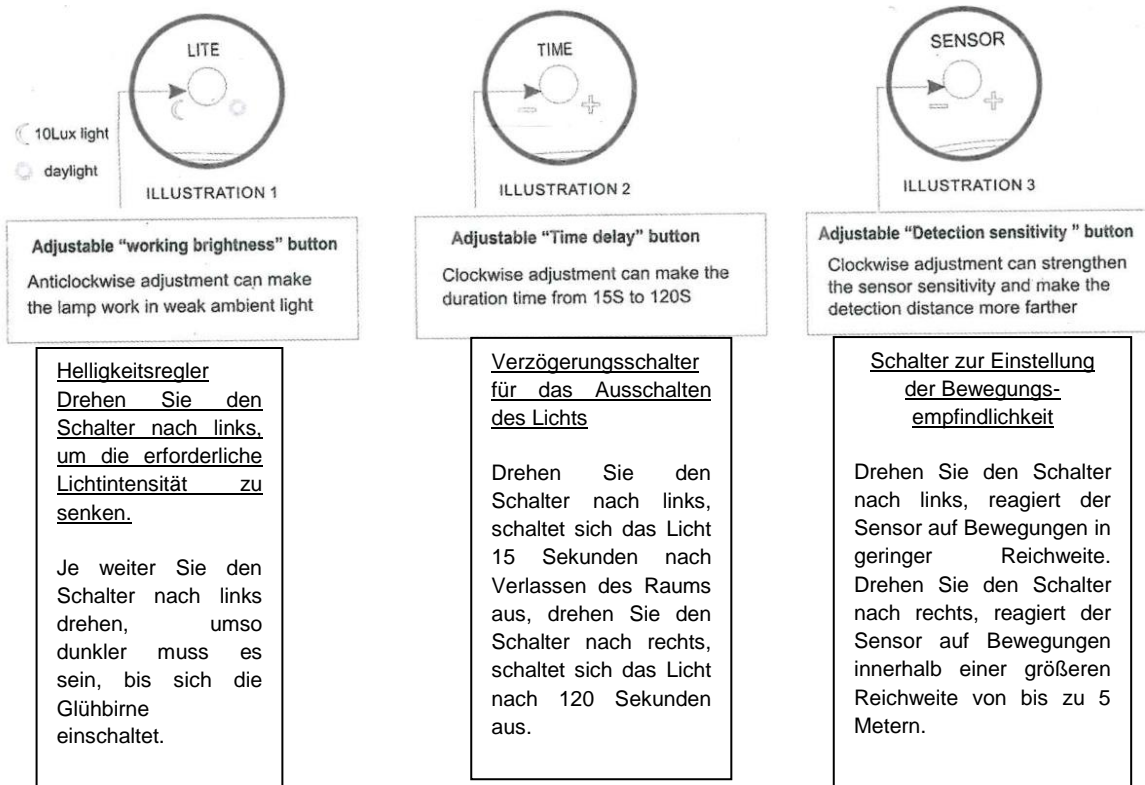 LITE
10Lux light
daylight
ILLUSTRATION 1
Adjustable “working brightness” button
Anticlockwise adjustment can make
the lamp work in weak ambient light
Helligkeitsregler
Drehen Sie den
Schalter nach links,
um die erforderliche
Lichtintensität zu
senken.
Je weiter Sie den
Schalter nach links
drehen, umso
dunkler muss es
sein, bis sich die
Glühbirne
einschaltet.
TIME
- +
ILLUSTRATION 2
Adjustable “Time delay” button
Clockwise adjustment can make the
duration time from 15S to 120S
Verzögerungsschalter
für das Ausschalten
des Lichts
Drehen Sie den
Schalter nach links,
schaltet sich das Licht
15 Sekunden nach
Verlassen des Raums
aus, drehen Sie den
Schalter nach rechts,
schaltet sich das Licht
nach 120 Sekunden
aus.
SENSOR
- +
ILLUSTRATION 3
Adjustable “Detection sensitivity ” button
Clockwise adjustment can strengthen
the sensor sensitivity and make the
detection distance more farther
Schalter zur Einstellung
der Bewegungs-
empfindlichkeit
Drehen Sie den Schalter
nach links, reagiert der
Sensor auf Bewegungen in
geringer Reichweite.
Drehen Sie den Schalter
nach rechts, reagiert der
Sensor auf Bewegungen
innerhalb einer größeren
Reichweite von bis zu 5
Metern.